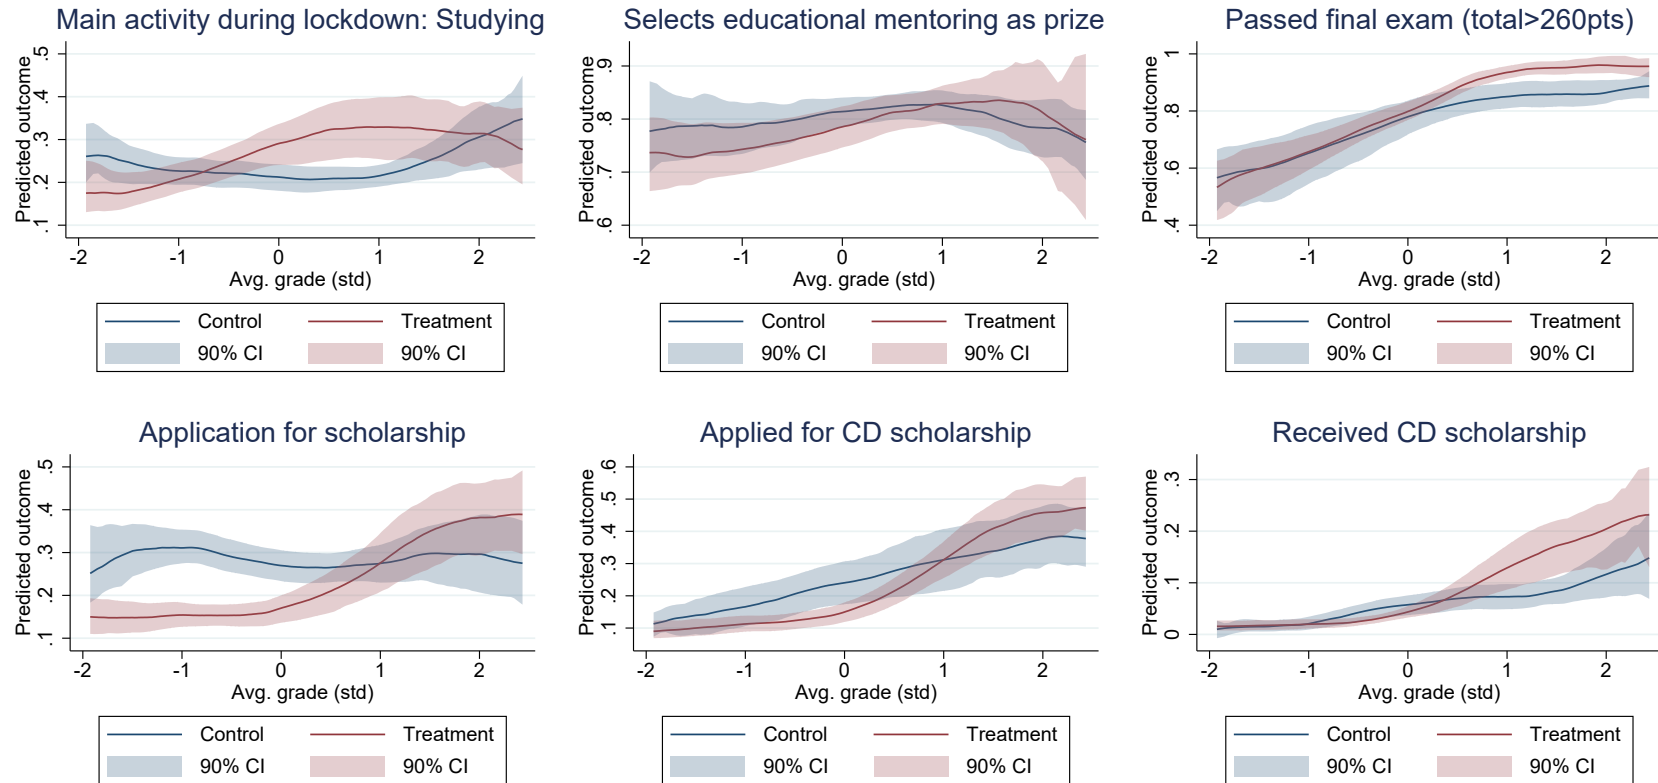 Main activity during lockdown: Studying
Predicted outcome
.5
.4
.3
.2
.1
-2 -1 0 1 2
Avg. grade (std)
Control Treatment
90% CI 90% CI
Selects educational mentoring as prize
Predicted outcome
.9
.8
.7
.6
-2 -1 0 1 2
Avg. grade (std)
Control Treatment
90% CI 90% CI
Passed final exam (total>260pts)
Predicted outcome
1
.8
.6
.4
-2 -1 0 1 2
Avg. grade (std)
Control Treatment
90% CI 90% CI
Application for scholarship
Predicted outcome
.5
.4
.3
.2
.1
-2 -1 0 1 2
Avg. grade (std)
Control Treatment
90% CI 90% CI
Applied for CD scholarship
Predicted outcome
.6
.5
.4
.3
.2
.1
-2 -1 0 1 2
Avg. grade (std)
Control Treatment
90% CI 90% CI
Received CD scholarship
Predicted outcome
.3
.2
.1
0
-2 -1 0 1 2
Avg. grade (std)
Control Treatment
90% CI 90% CI